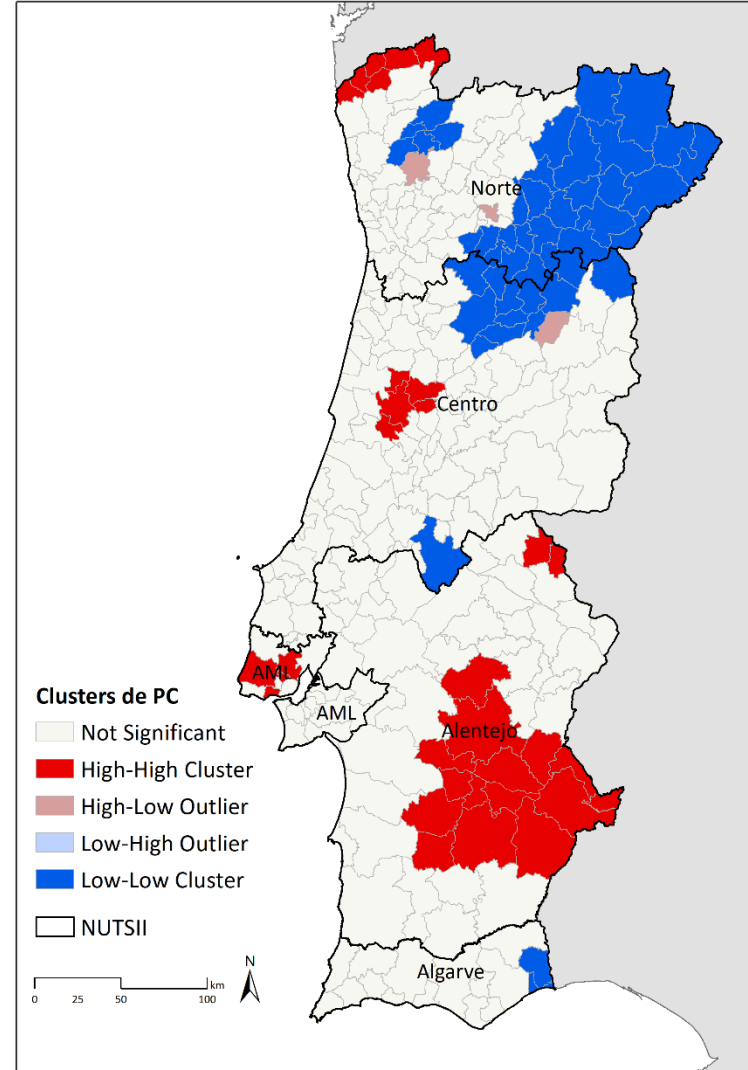 Norte
Centro
AML
AML
Alentejo
Algarve
Clusters de PC
Not Significant
High-High Cluster
High-Low Outlier
Low-High Outlier
Low-Low Cluster
NUTSII
N
km
0 25 50 100